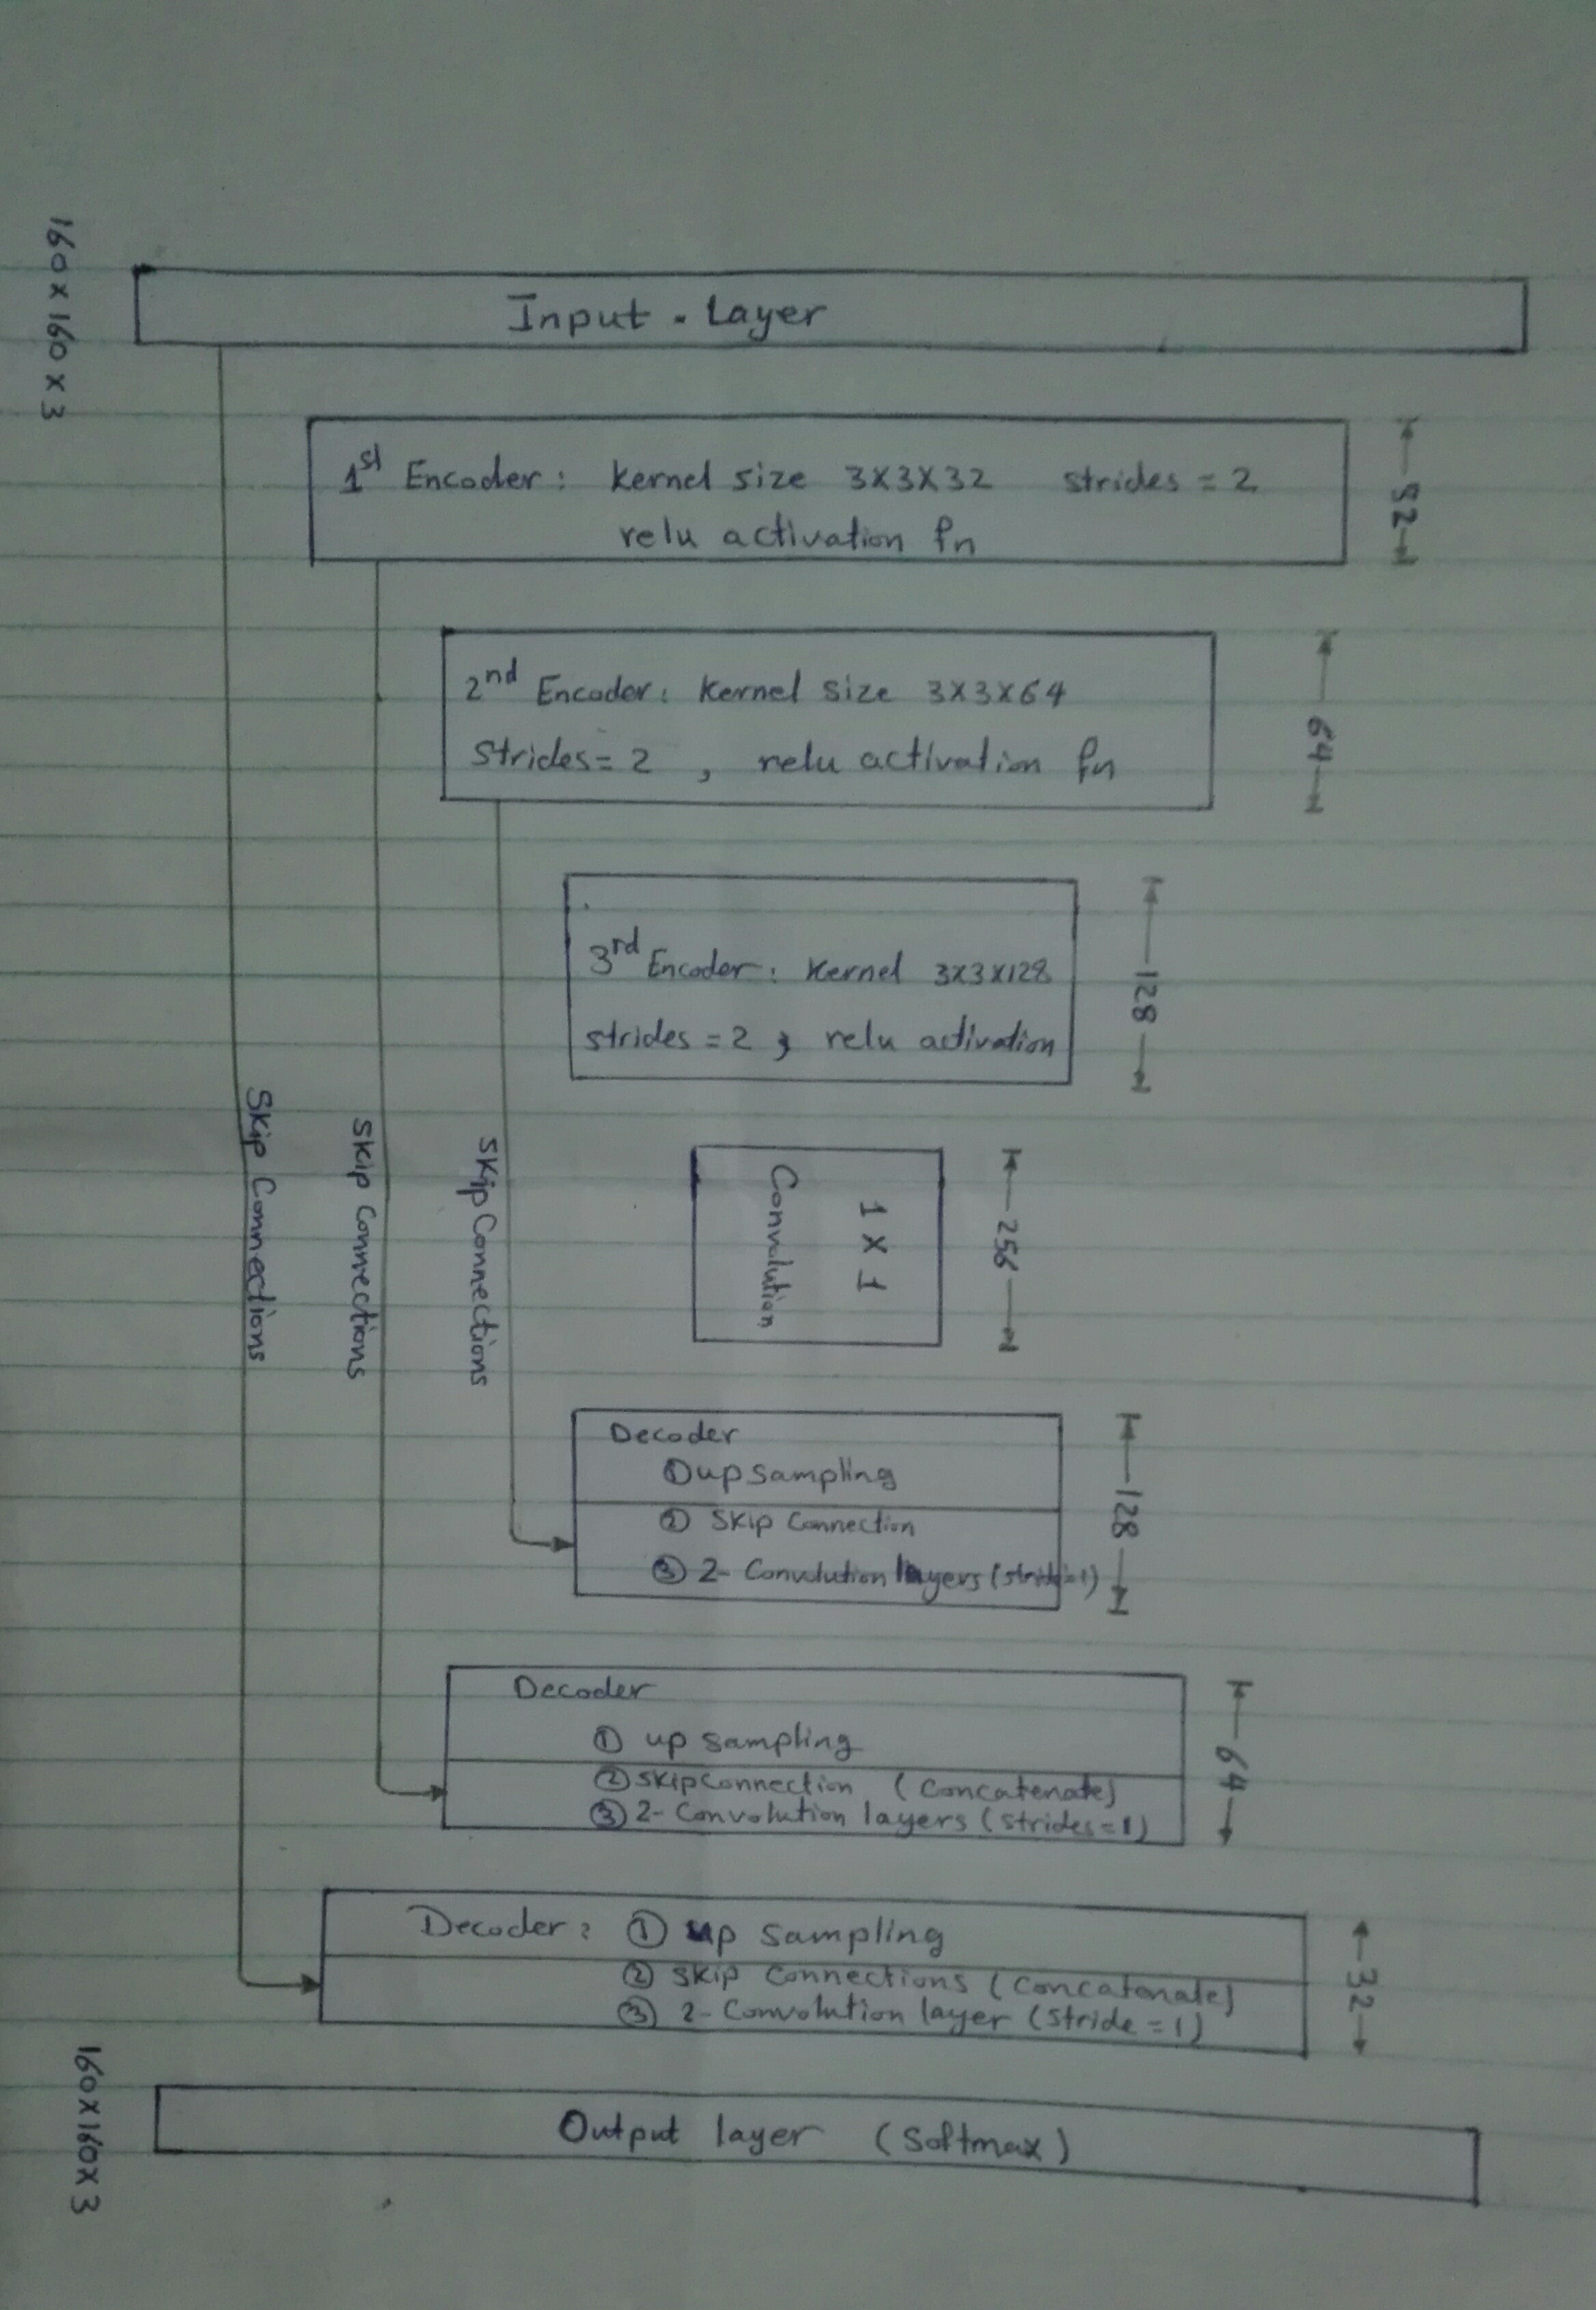 Input - Layer
160 x 160 x 3
32
1st Encoder: Kernel size 3x3x32 strides = 2
relu activation fn
64
2nd Encoder: Kernel size 3x3x64
Strides = 2 , relu activation fn
128
3rd Encoder: Kernel 3x3x128
strides = 2 , relu activation
256
1 x 1
Convolution
128
Decoder
① upsampling
② Skip Connection
③ 2- Convolution layers (stride=1)
64
Decoder
① up sampling
② skip Connection (Concatenate)
③ 2- Convolution layers (strides=1)
32
Decoder: ① up sampling
② Skip Connections (Concatonate)
③ 2- Convolution layer (stride = 1)
Output layer (Softmax)
160x160x3
Skip Connections
Skip Connections
Skip Connections